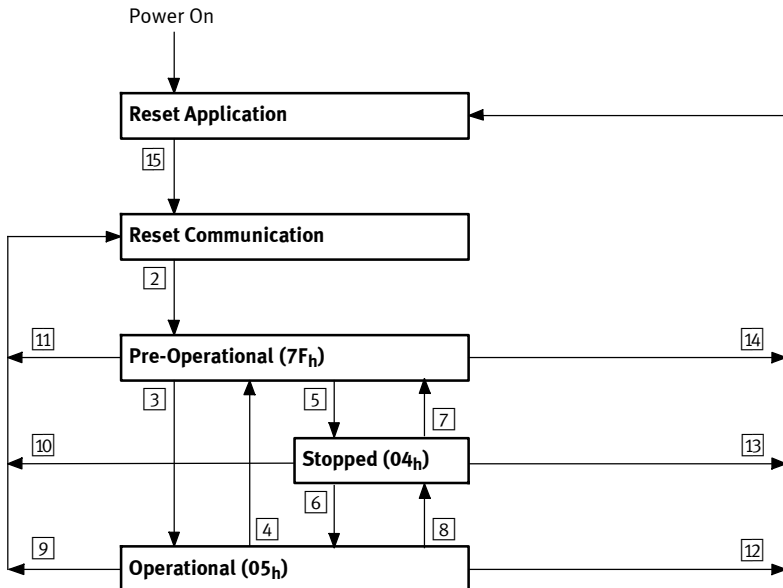 Power On
Reset Application
15
Reset Communication
2
11
14
Pre-Operational (7Fh)
3
5
7
10
13
Stopped (04h)
6
4
8
9
12
Operational (05h)